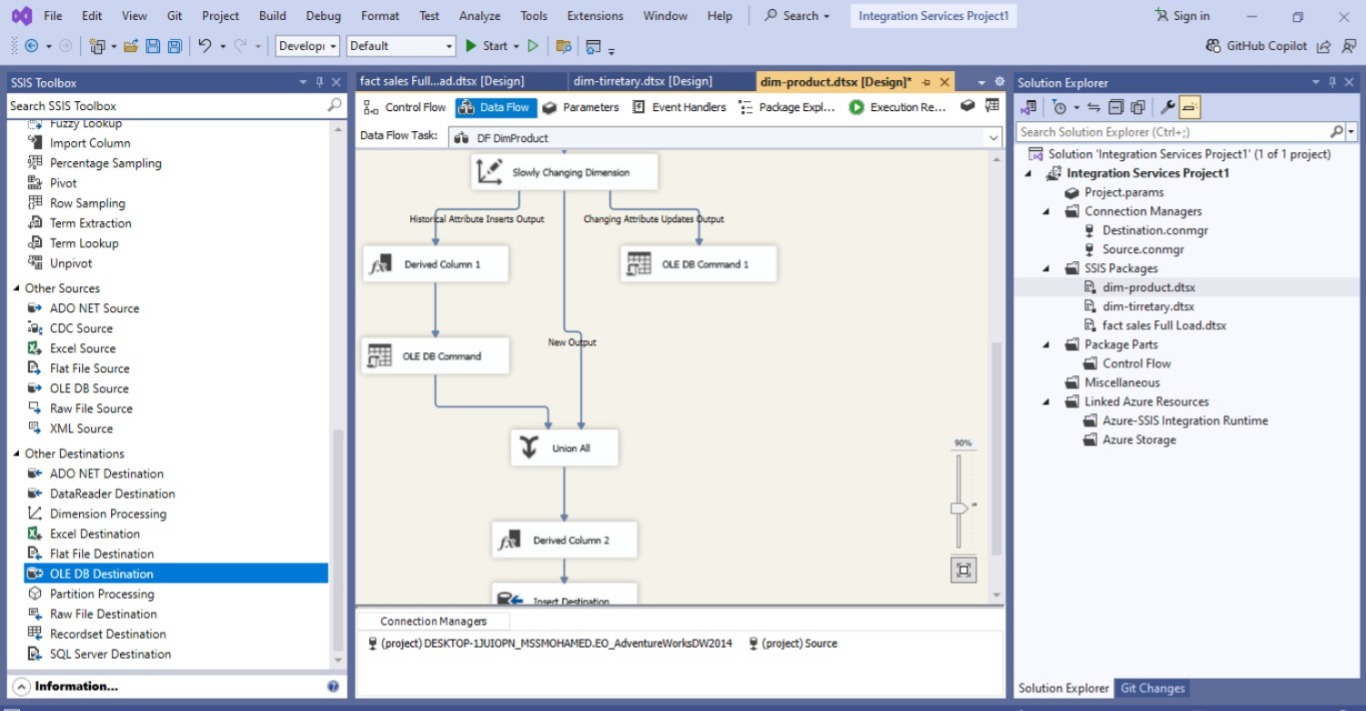 File Edit View Git Project Build Debug Format Test Analyze Tools Extensions Window Help Search Integration Services Project1 Sign in
Developi Default Start GitHub Copilot
SSIS Toolbox
Search SSIS Toolbox
Fuzzy Lookup
Import Column
Percentage Sampling
Pivot
Row Sampling
Term Extraction
Term Lookup
Unpivot
Other Sources
ADO NET Source
CDC Source
Excel Source
Flat File Source
OLE DB Source
Raw File Source
XML Source
Other Destinations
ADO NET Destination
DataReader Destination
Dimension Processing
Excel Destination
Flat File Destination
OLE DB Destination
Partition Processing
Raw File Destination
Recordset Destination
SQL Server Destination
Information...
fact sales Full...ad.dtsx [Design] dim-tirretary.dtsx [Design] dim-product.dtsx [Design]*
Control Flow Data Flow Parameters Event Handlers Package Expl... Execution Re...
Data Flow Task: DF DimProduct
Slowly Changing Dimension
Historical Attribute Inserts Output Changing Attribute Updates Output
Derived Column 1 OLE DB Command 1
New Output
OLE DB Command
Union All
90%
Derived Column 2
Insert Destination
Connection Managers
(project) DESKTOP-1JUIOPN_MSSMOHAMED.EO_AdventureWorksDW2014 (project) Source
Solution Explorer
Search Solution Explorer (Ctrl+;)
Solution 'Integration Services Project1' (1 of 1 project)
Integration Services Project1
Project.params
Connection Managers
Destination.conmgr
Source.conmgr
SSIS Packages
dim-product.dtsx
dim-tirretary.dtsx
fact sales Full Load.dtsx
Package Parts
Control Flow
Miscellaneous
Linked Azure Resources
Azure-SSIS Integration Runtime
Azure Storage
Solution Explorer Git Changes